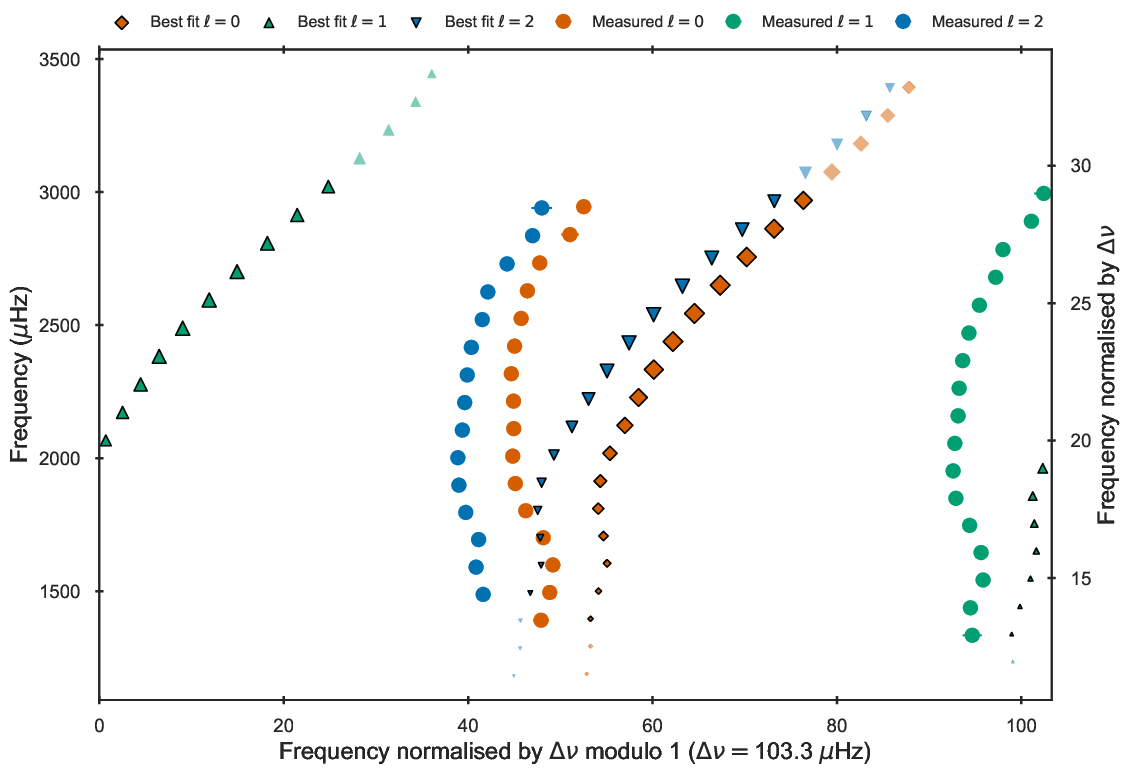 Best fit ℓ = 0 Best fit ℓ = 1 Best fit ℓ = 2 Measured ℓ = 0 Measured ℓ = 1 Measured ℓ = 2
3500
3000
2500
2000
1500
Frequency (μHz)
30
25
20
15
Frequency normalised by Δν
0 20 40 60 80 100
Frequency normalised by Δν modulo 1 (Δν = 103.3 μHz)